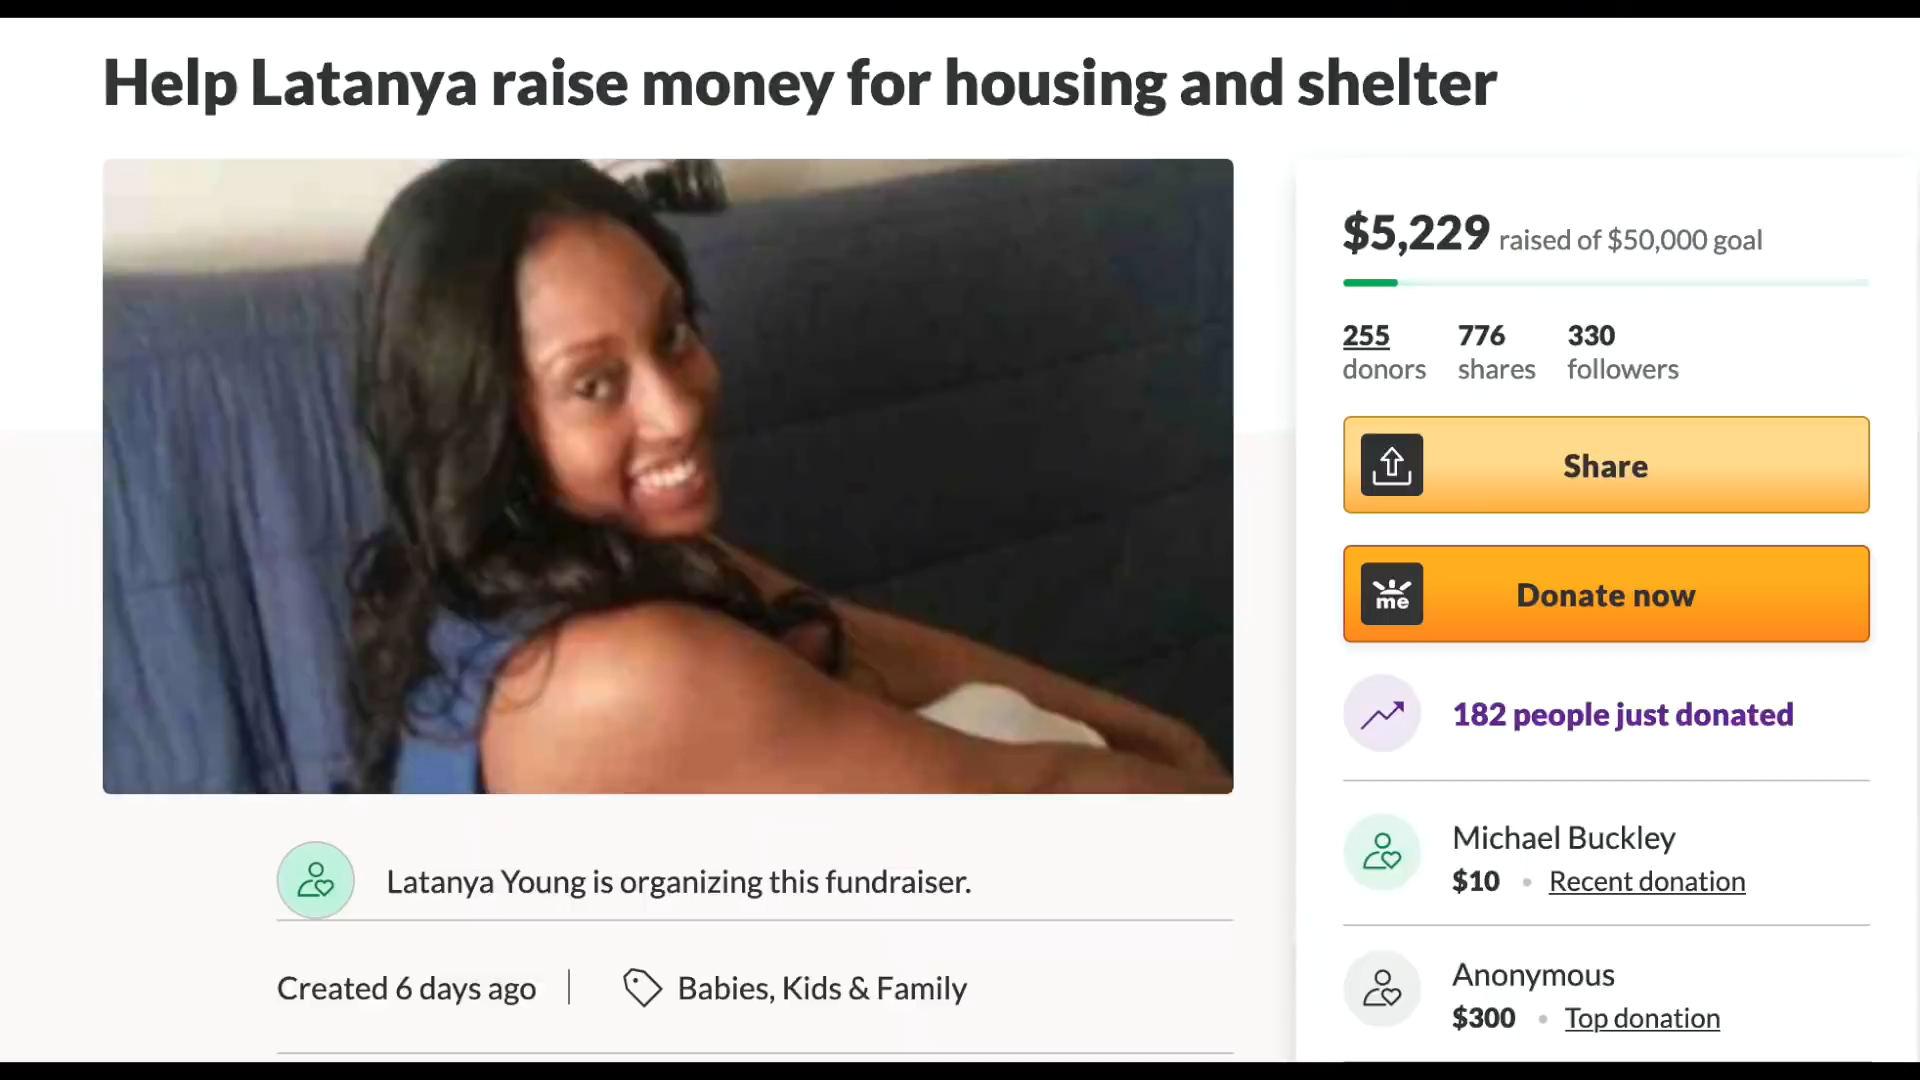 Help Latanya raise money for housing and shelter
$5,229 raised of $50,000 goal
255 776 330
donors shares followers
Share
me Donate now
182 people just donated
Michael Buckley
$10 • Recent donation
Anonymous
$300 • Top donation
Latanya Young is organizing this fundraiser.
Created 6 days ago | Babies, Kids & Family